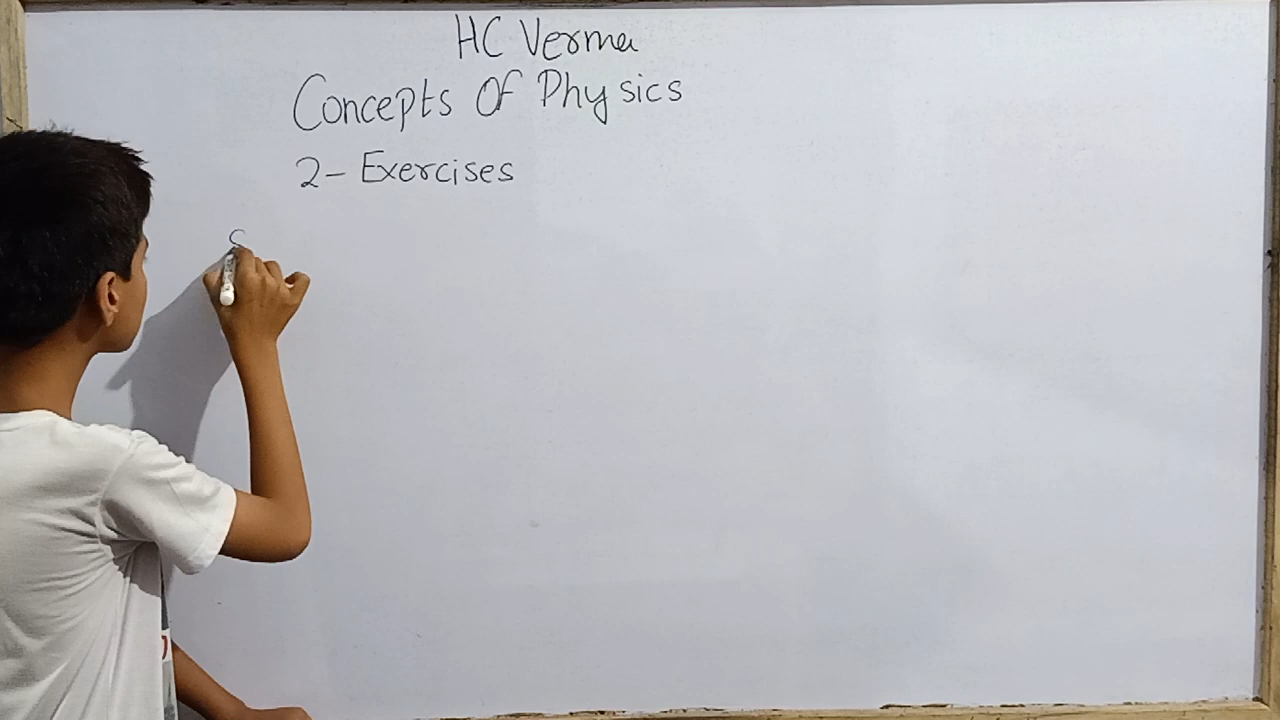 HC Verma
Concepts Of Physics
2- Exercises